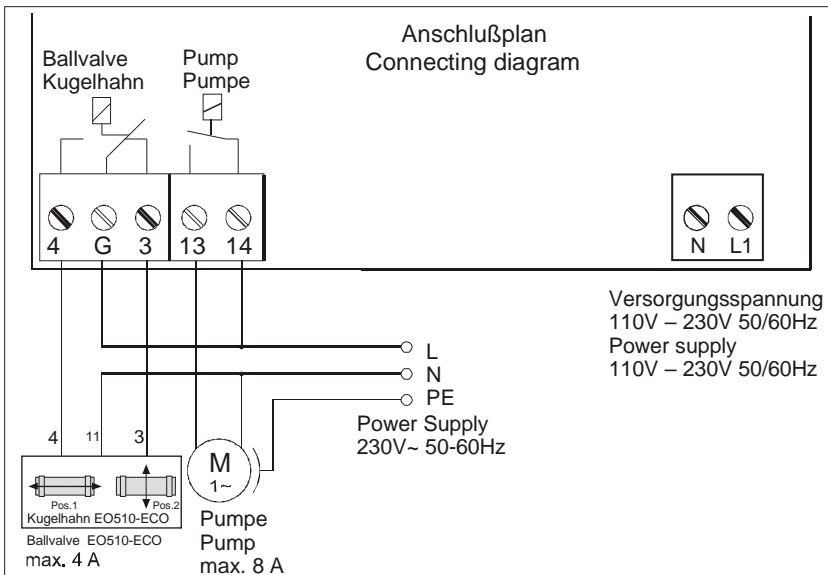 Anschlußplan
Connecting diagram
Ballvalve
Kugelhahn
Pump
Pumpe
4 G 3 13 14
N L1
Versorgungsspannung
110V – 230V 50/60Hz
Power supply
110V – 230V 50/60Hz
L
N
PE
Power Supply
230V~ 50-60Hz
4 11 3
M
1~
Pos.1 Pos.2
Kugelhahn EO510-ECO
Ballvalve EO510-ECO
max. 4 A
Pumpe
Pump
max. 8 A